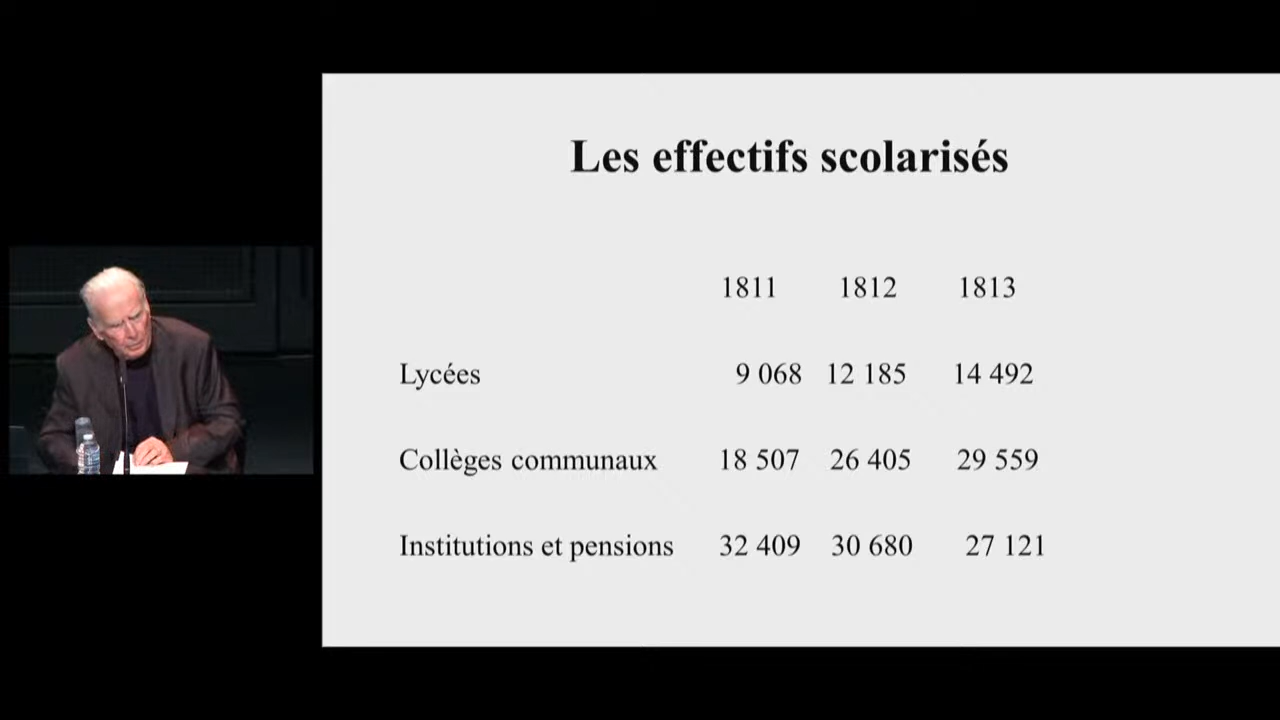 Les effectifs scolarisés
1811 1812 1813
Lycées 9 068 12 185 14 492
Collèges communaux 18 507 26 405 29 559
Institutions et pensions 32 409 30 680 27 121